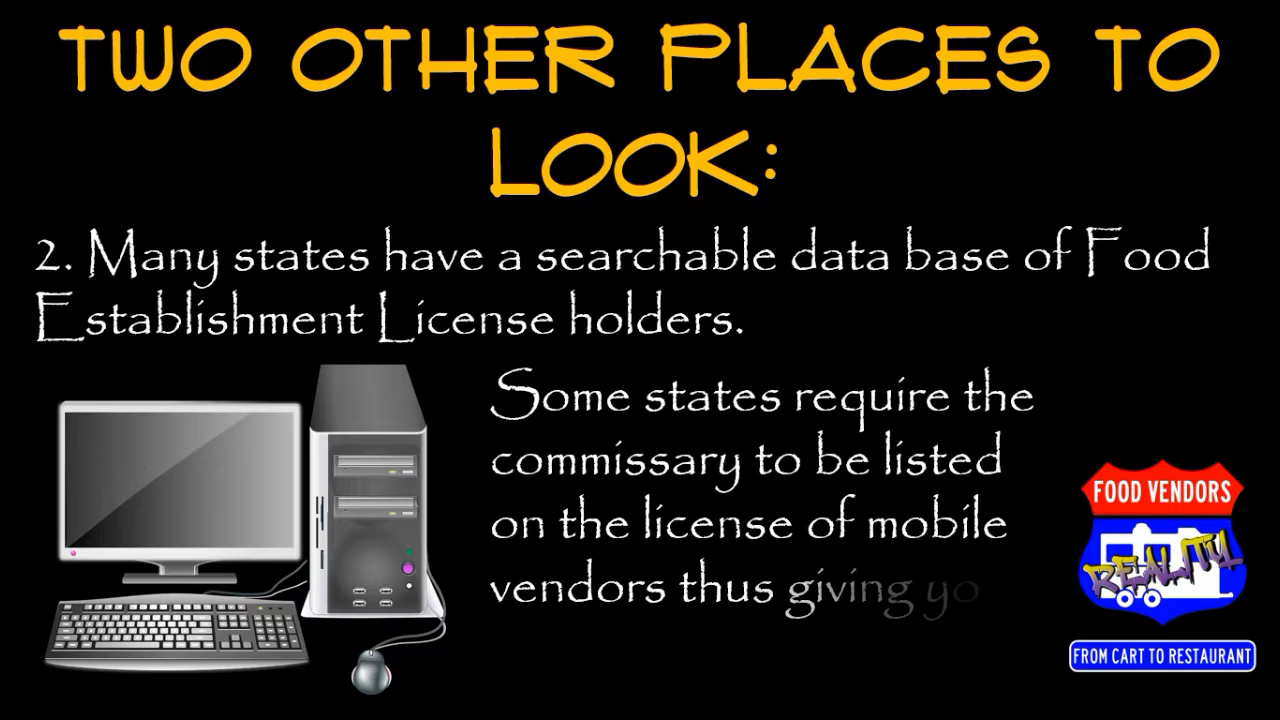 TWO OTHER PLACES TO
LOOK:
2. Many states have a searchable data base of Food
Establishment License holders.
Some states require the
commissary to be listed
on the license of mobile
vendors thus giving yo
FOOD VENDORS
REALITY
FROM CART TO RESTAURANT